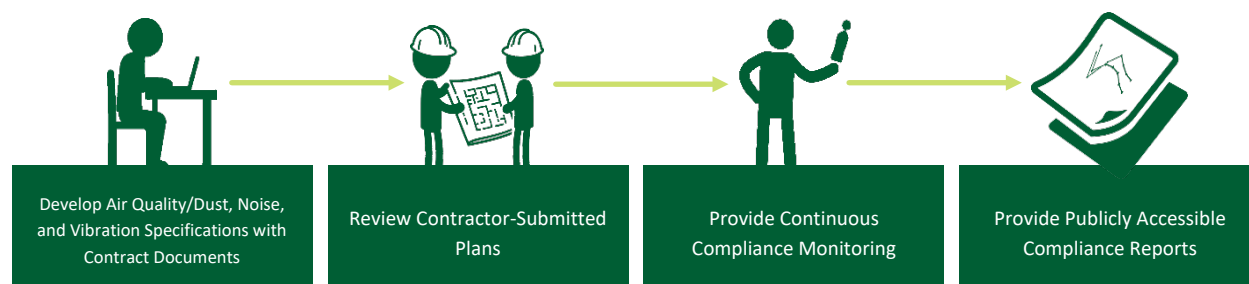 Develop Air Quality/Dust, Noise,
and Vibration Specifications with
Contract Documents
Review Contractor-Submitted
Plans
Provide Continuous
Compliance Monitoring
Provide Publicly Accessible
Compliance Reports